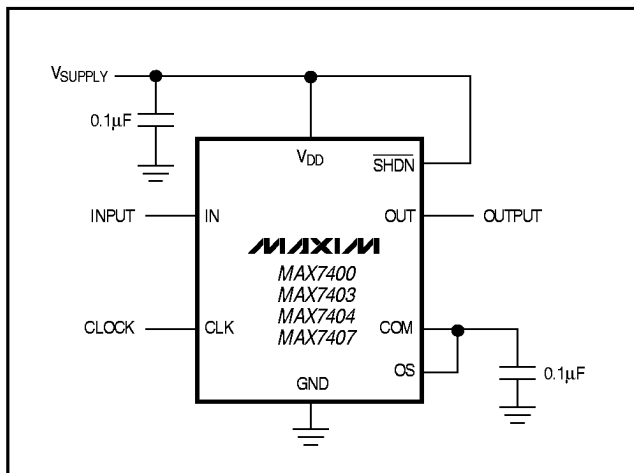 VSUPPLY
0.1µF
VDD
SHDN
INPUT
IN
OUT
OUTPUT
MAXIM
MAX7400
MAX7403
MAX7404
MAX7407
CLOCK
CLK
COM
OS
0.1µF
GND